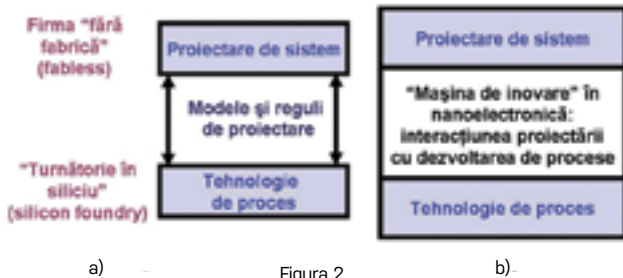 Firma "fără
fabrică"
(fabless)
Proiectare de sistem
Modele și reguli
de proiectare
"Turnătorie în
siliciu"
(silicon foundry)
Tehnologie
de proces
a)
Proiectare de sistem
"Mașina de inovare" în
nanoelectronică:
interacțiunea proiectării
cu dezvoltarea de procese
Tehnologie de proces
b)
Figura 2